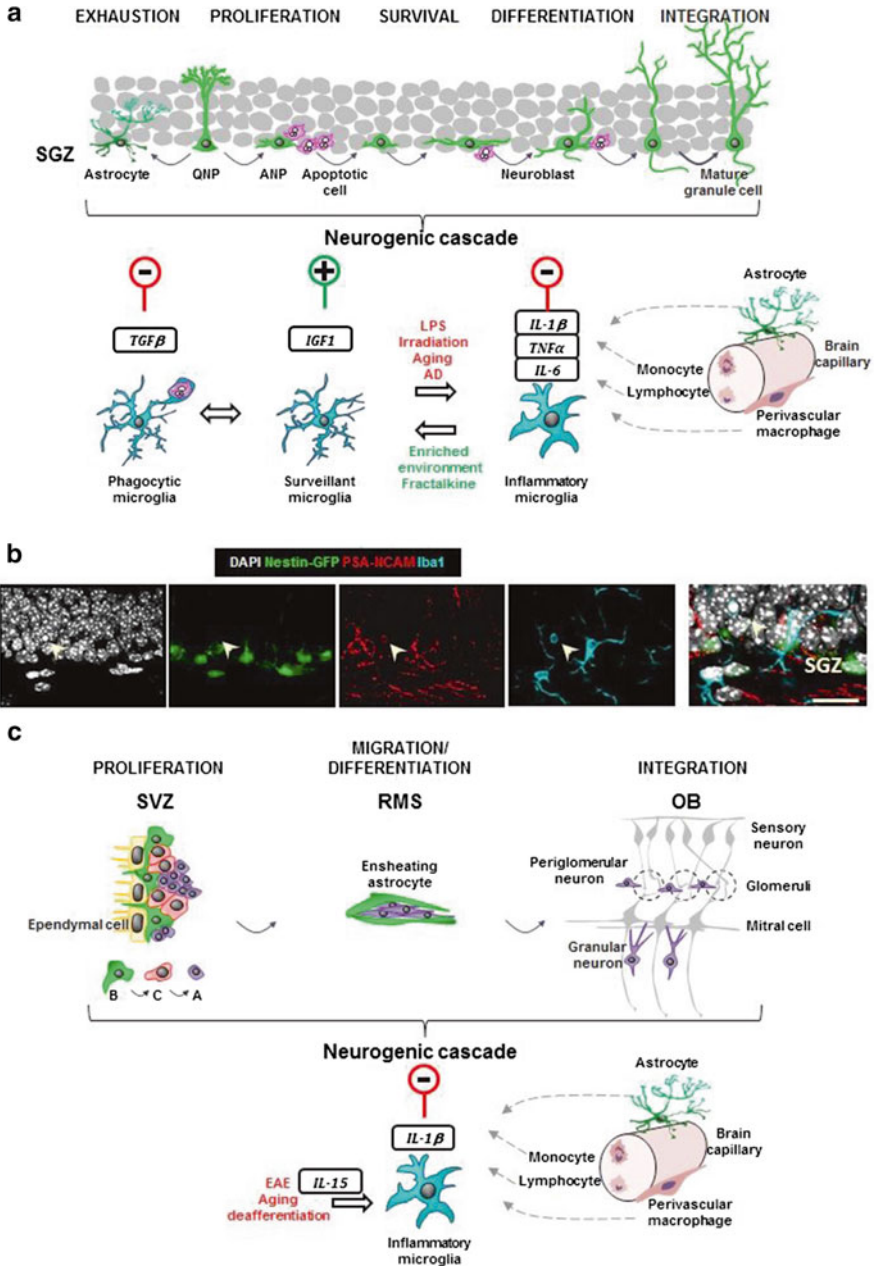 a
EXHAUSTION PROLIFERATION SURVIVAL DIFFERENTIATION INTEGRATION
SGZ
Astrocyte QNP ANP Apoptotic cell Neuroblast Mature granule cell
Neurogenic cascade
- + -
TGFβ
IGF1
IL-1β
TNFα
IL-6
LPS
Irradiation
Aging
AD
Enriched
environment
Fractalkine
Astrocyte
Brain
capillary
Monocyte
Lymphocyte
Perivascular
macrophage
Phagocytic
microglia
Surveillant
microglia
Inflammatory
microglia
b
DAPI Nestin-GFP PSA-NCAM Iba1
SGZ
c
PROLIFERATION
MIGRATION/
DIFFERENTIATION
INTEGRATION
SVZ RMS OB
Ependymal cell
B C A
Ensheating
astrocyte
Sensory
neuron
Periglomerular
neuron
Glomeruli
Mitral cell
Granular
neuron
Neurogenic cascade
-
IL-1β
EAE
Aging
deafferentiation
IL-15
Inflammatory
microglia
Astrocyte
Brain
capillary
Monocyte
Lymphocyte
Perivascular
macrophage